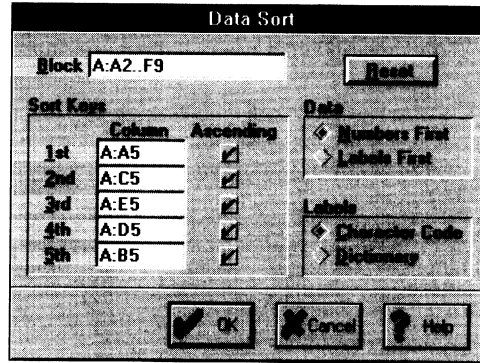 Data Sort
Block A:A2..F9
Reset
Sort Keys
Column Ascending
1st A:A5
2nd A:C5
3rd A:E5
4th A:D5
5th A:B5
Data
Numbers First
Labels First
Labels
Character Code
Dictionary
OK Cancel Help